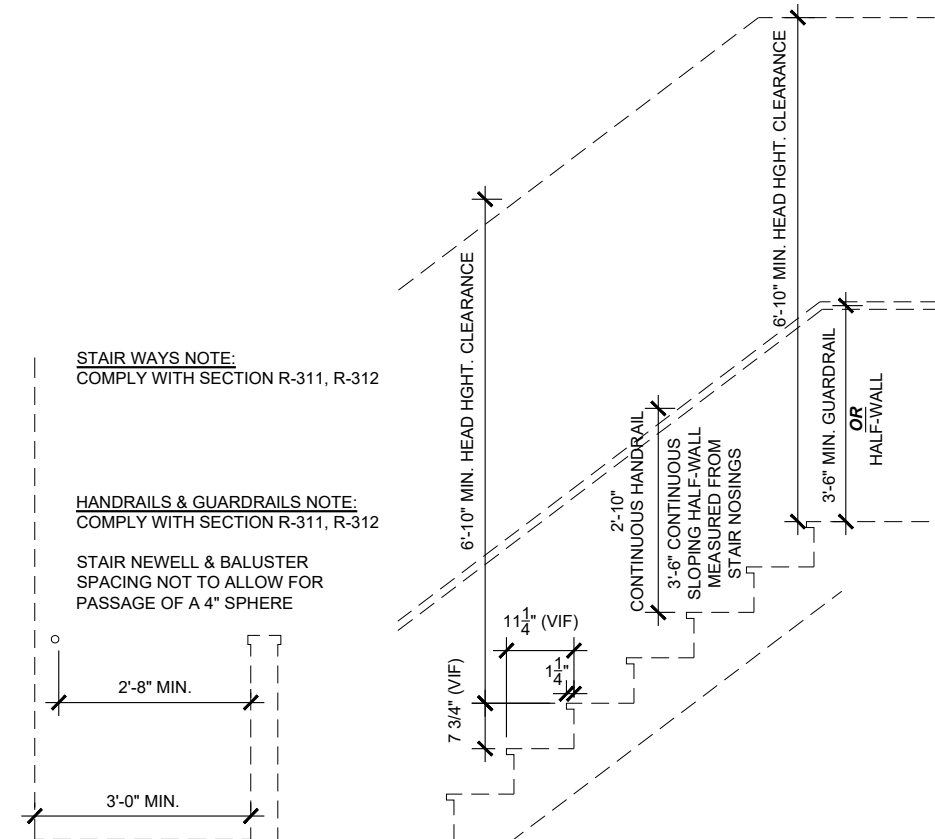 STAIR WAYS NOTE:
COMPLY WITH SECTION R-311, R-312
HANDRAILS & GUARDRAILS NOTE:
COMPLY WITH SECTION R-311, R-312
STAIR NEWELL & BALUSTER
SPACING NOT TO ALLOW FOR
PASSAGE OF A 4" SPHERE
2'-8" MIN.
3'-0" MIN.
6'-10" MIN. HEAD HGHT. CLEARANCE
7 3/4" (VIF)
11 1/4" (VIF)
1 1/4"
2'-10"
CONTINUOUS HANDRAIL
3'-6" CONTINUOUS
SLOPING HALF-WALL
MEASURED FROM
STAIR NOSINGS
6'-10" MIN. HEAD HGHT. CLEARANCE
3'-6" MIN. GUARDRAIL
OR
HALF-WALL